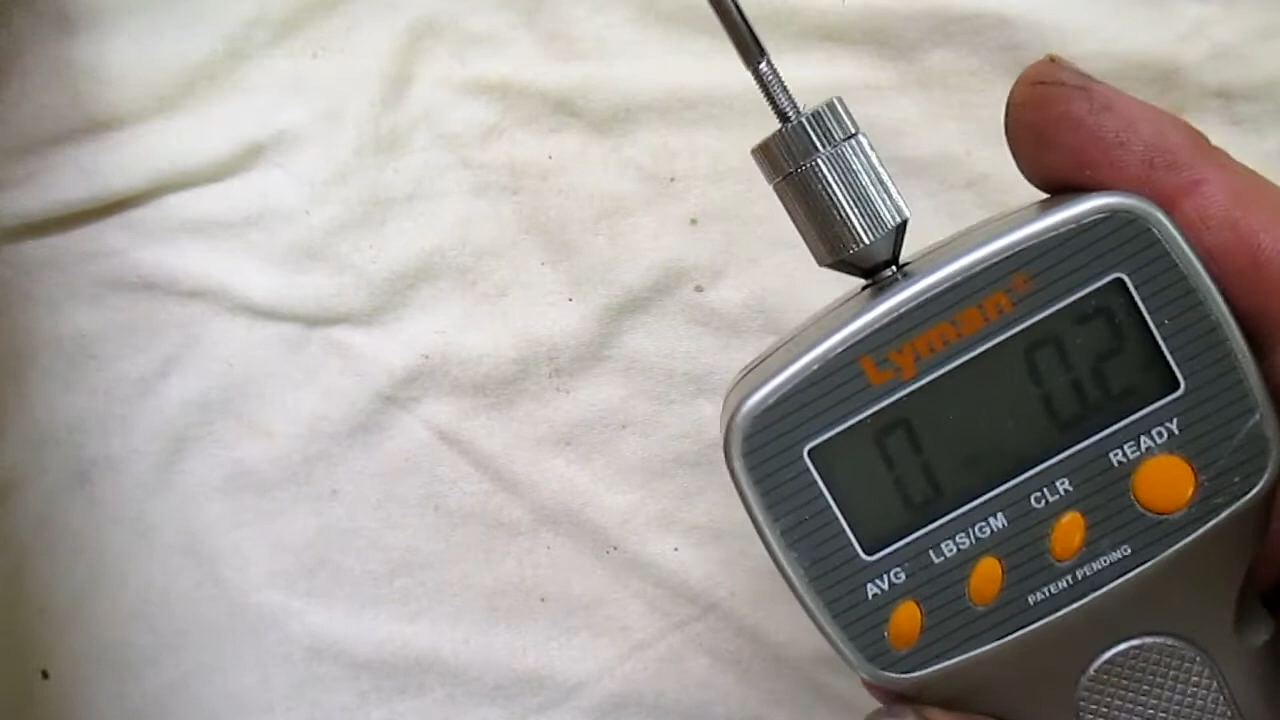 Lyman®
0 0.2
READY
CLR
LBS/GM
AVG
PATENT PENDING